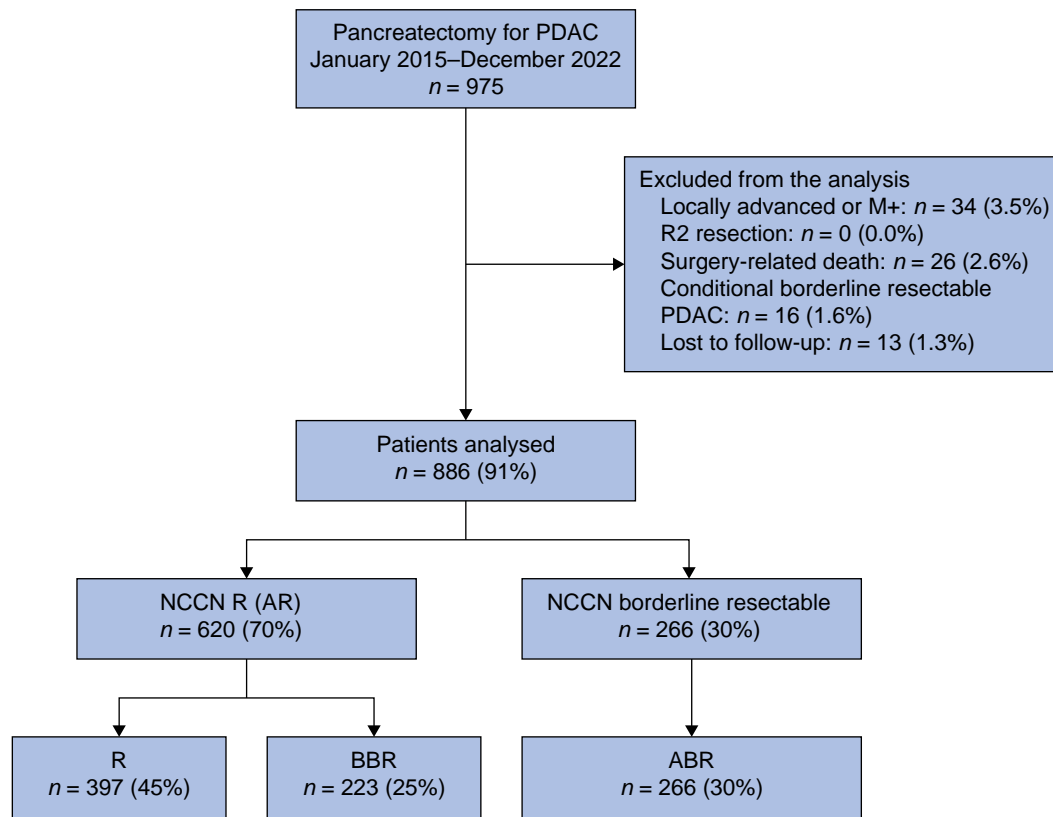 Pancreatectomy for PDAC
January 2015–December 2022
n = 975
Excluded from the analysis
Locally advanced or M+: n = 34 (3.5%)
R2 resection: n = 0 (0.0%)
Surgery-related death: n = 26 (2.6%)
Conditional borderline resectable
PDAC: n = 16 (1.6%)
Lost to follow-up: n = 13 (1.3%)
Patients analysed
n = 886 (91%)
NCCN R (AR)
n = 620 (70%)
NCCN borderline resectable
n = 266 (30%)
R
n = 397 (45%)
BBR
n = 223 (25%)
ABR
n = 266 (30%)